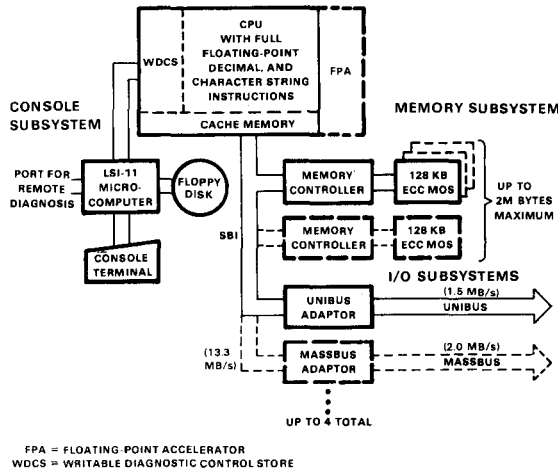 CPU
WITH FULL
FLOATING-POINT
DECIMAL, AND
CHARACTER STRING
INSTRUCTIONS
WDCS
FPA
CACHE MEMORY
CONSOLE
SUBSYSTEM
PORT FOR
REMOTE
DIAGNOSIS
LSI-11
MICRO-
COMPUTER
FLOPPY
DISK
CONSOLE
TERMINAL
SBI
(13.3
MB/s)
MEMORY SUBSYSTEM
MEMORY
CONTROLLER
128 KB
ECC MOS
MEMORY
CONTROLLER
128 KB
ECC MOS
UP TO
2M BYTES
MAXIMUM
I/O SUBSYSTEMS
UNIBUS
ADAPTOR
(1.5 MB/s)
UNIBUS
MASSBUS
ADAPTOR
(2.0 MB/s)
MASSBUS
UP TO 4 TOTAL
FPA = FLOATING-POINT ACCELERATOR
WDCS = WRITABLE DIAGNOSTIC CONTROL STORE